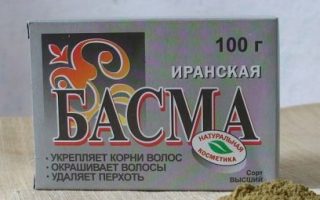 100 г
ИРАНСКАЯ
БАСМА
• УКРЕПЛЯЕТ КОРНИ ВОЛОС
• ОКРАШИВАЕТ ВОЛОСЫ
• УДАЛЯЕТ ПЕРХОТЬ
НАТУРАЛЬНАЯ
КОСМЕТИКА
Сорт
ВЫСШИЙ